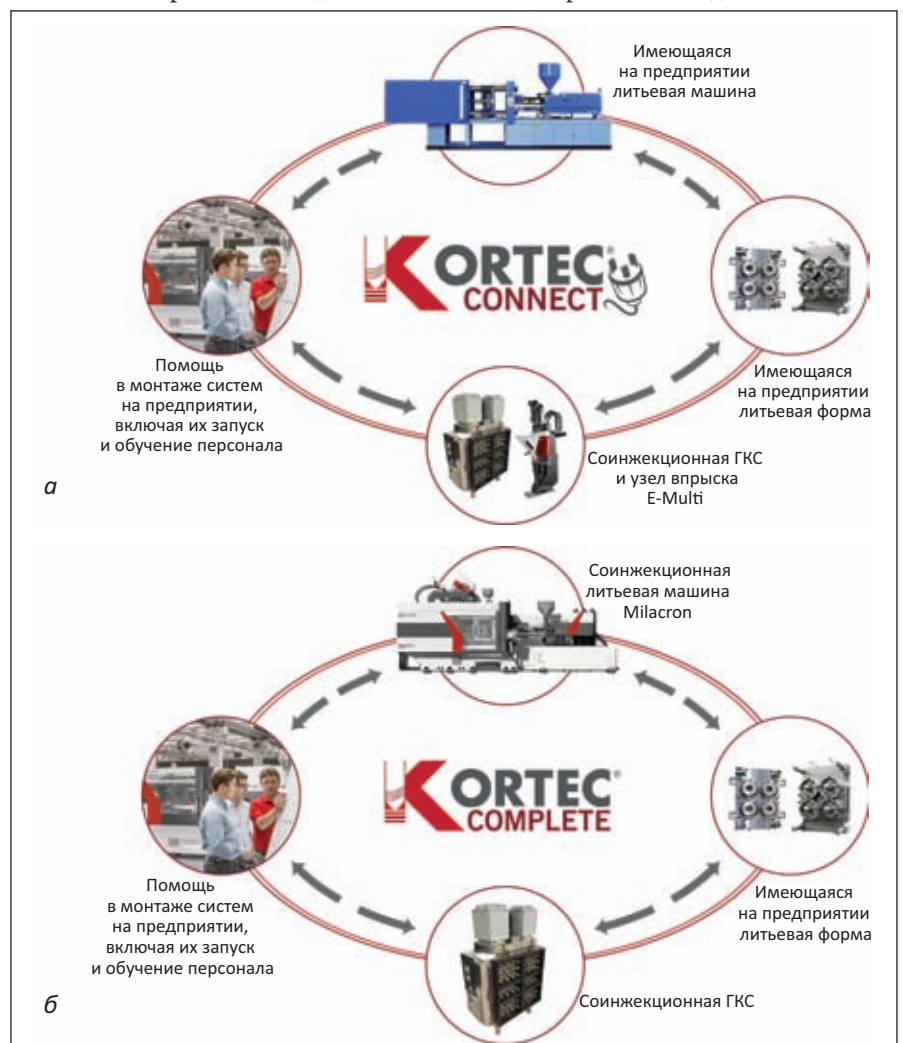 Имеющаяся
на предприятии
литьевая машина
KORTEC®
CONNECT
Помощь
в монтаже систем
на предприятии,
включая их запуск
и обучение персонала
Имеющаяся
на предприятии
литьевая форма
Соинжекционная ГКС
и узел впрыска
E-Multi
а
Соинжекционная
литьевая машина
Milacron
KORTEC®
COMPLETE
Помощь
в монтаже систем
на предприятии,
включая их запуск
и обучение персонала
Имеющаяся
на предприятии
литьевая форма
Соинжекционная ГКС
б